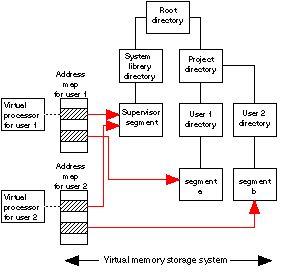 Root
directory
System
library
directory
Project
directory
Address
map
for user 1
Virtual
processor
for user 1
Supervisor
segment
User 1
directory
User 2
directory
Address
map
for user 2
Virtual
processor
for user 2
segment
a
segment
b
Virtual memory storage system